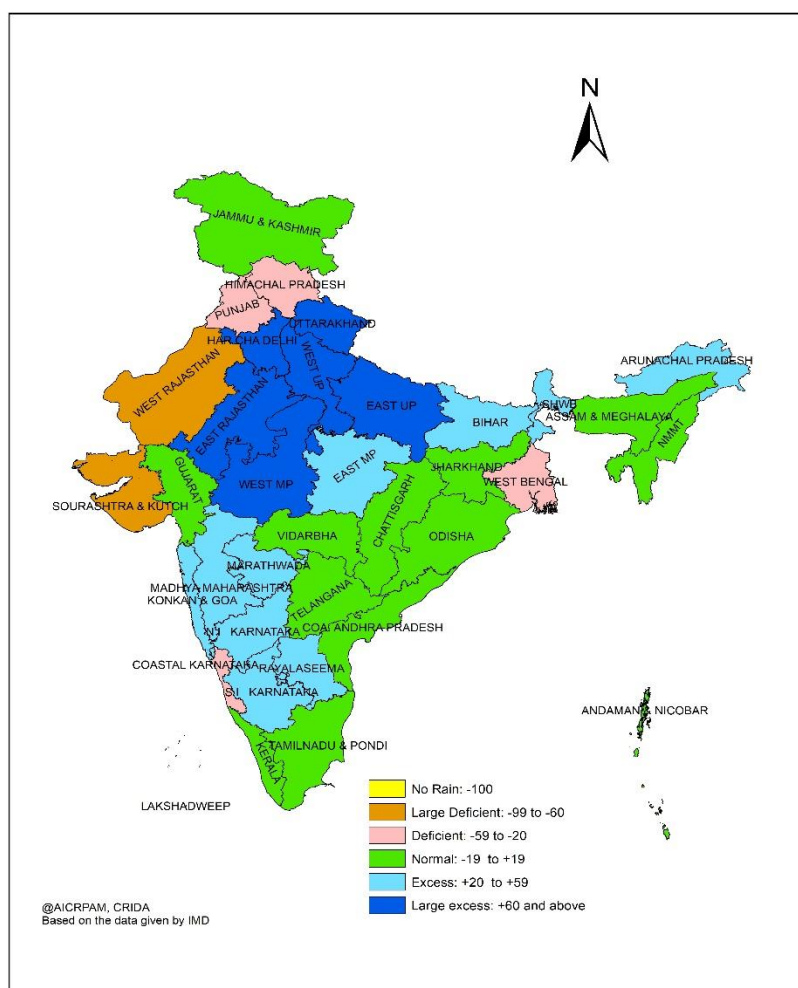 N
JAMMU & KASHMIR
HIMACHAL PRADESH
PUNJAB
UTTARAKHAND
HAR CHA DELHI
WEST UP
WEST RAJASTHAN
EAST RAJASTHAN
EAST UP
ARUNACHAL PRADESH
SHWB
ASSAM & MEGHALAYA
NMMT
BIHAR
EAST MP
WEST MP
GUJARAT
JHARKHAND
WEST BENGAL
SOURASHTRA & KUTCH
CHATTISGARH
VIDARBHA
ODISHA
MARATHWADA
MADHYA MAHARASHTRA
KONKAN & GOA
TELANGANA
N I KARNATAKA
COA ANDHRA PRADESH
COASTAL KARNATAKA
RAYALASEEMA
S I KARNATAKA
ANDAMAN & NICOBAR
TAMILNADU & PONDI
KERALA
LAKSHADWEEP
No Rain: -100
Large Deficient: -99 to -60
Deficient: -59 to -20
Normal: -19 to +19
Excess: +20 to +59
Large excess: +60 and above
@AICRPAM, CRIDA
Based on the data given by IMD